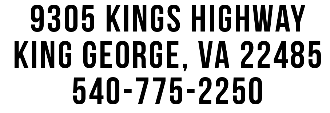 9305 KINGS HIGHWAY
KING GEORGE, VA 22485
540-775-2250